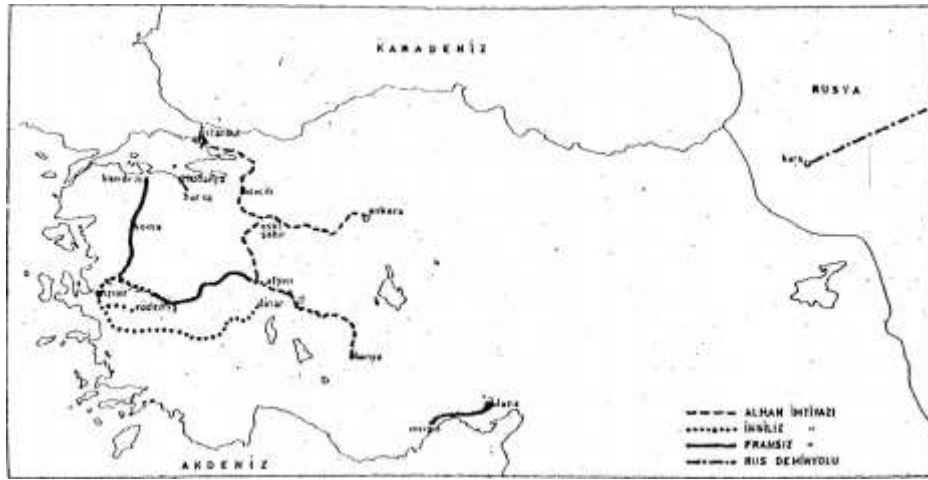 KARADENİZ
RUSYA
istanbul
kars
bandırma
mudanya
bursa
bilecik
ankara
eski
şehir
soma
afyon
izmir
ödemiş
dinar
konya
adana
mersin
AKDENİZ
ALMAN İMTİYAZI
İNGİLİZ "
FRANSIZ "
RUS DEMİRYOLU